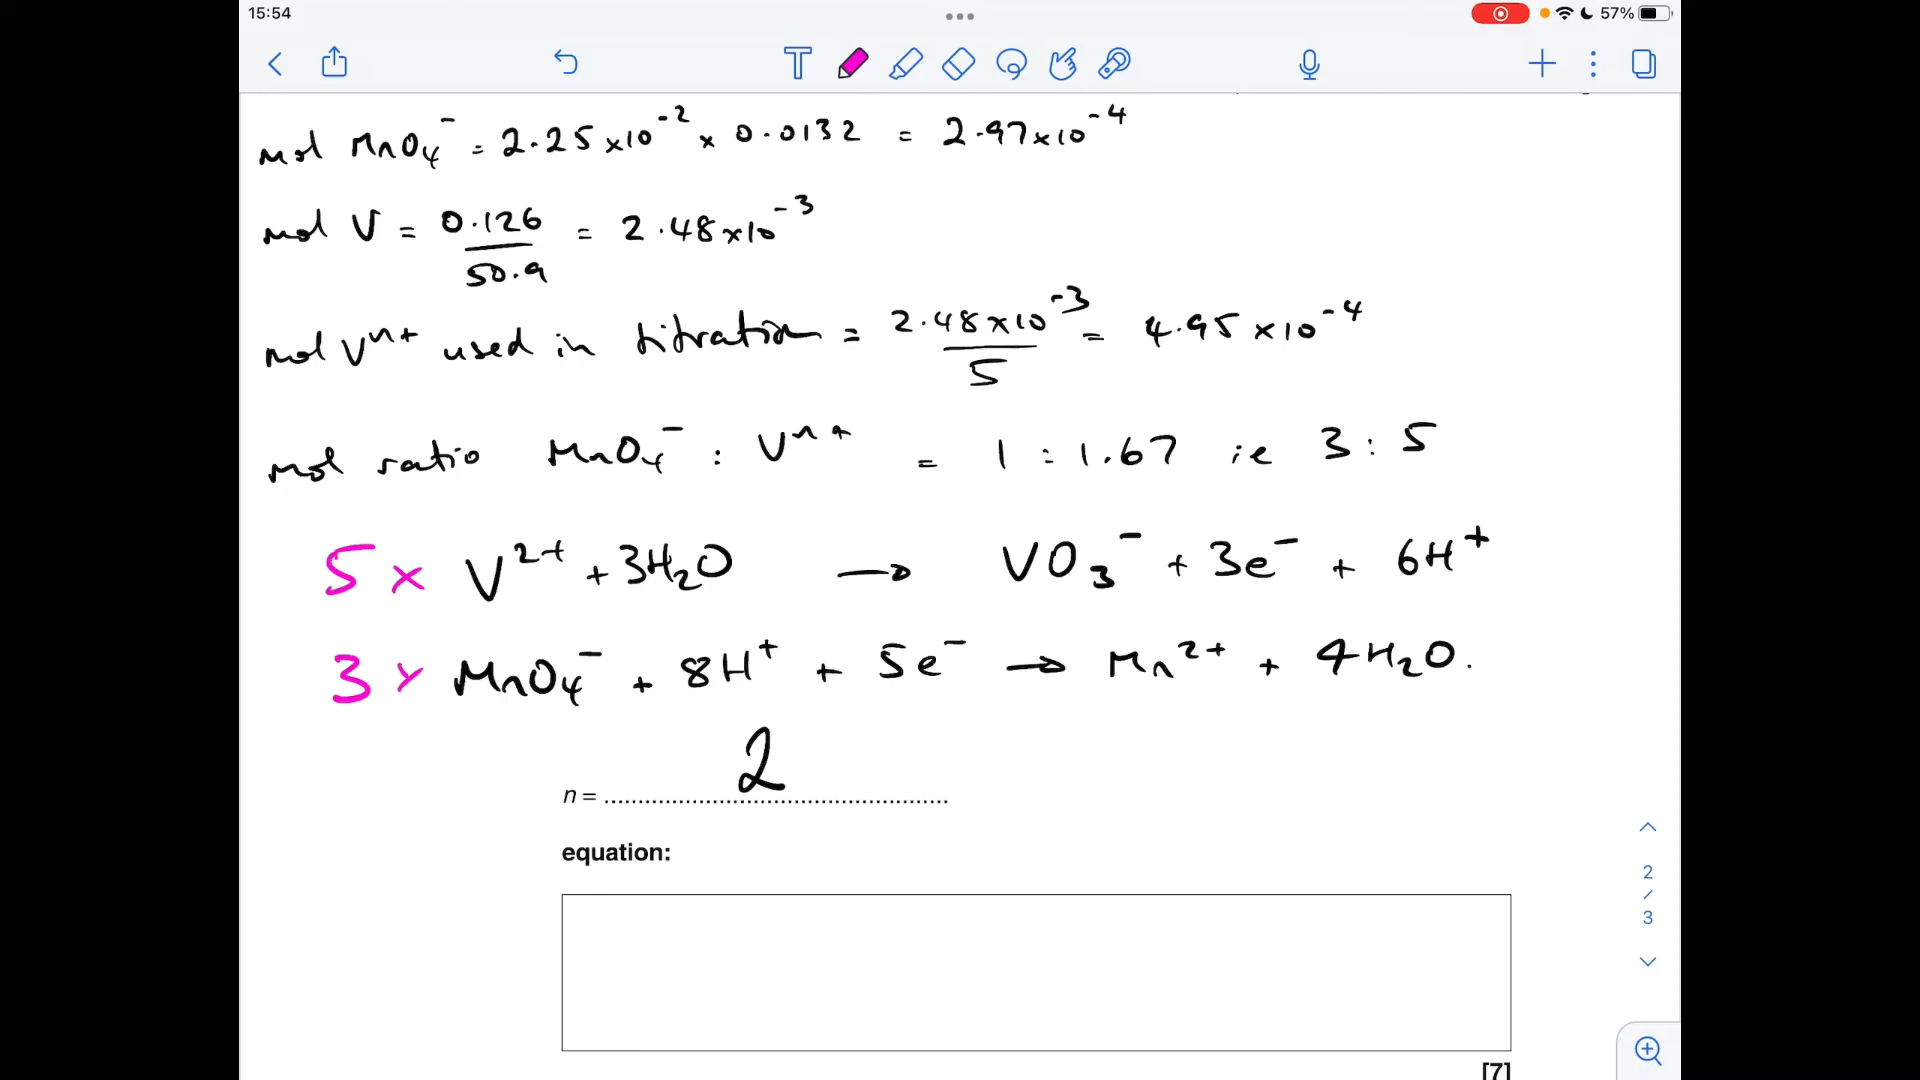 15:54
57%
mol MnO₄⁻ = 2.25 ×10⁻² × 0.0132 = 2.97×10⁻⁴
mol V = 0.126 / 50.9 = 2.48×10⁻³
mol Vⁿ⁺ used in titration = 2.48×10⁻³ / 5 = 4.95 ×10⁻⁴
mol ratio MnO₄⁻ : Vⁿ⁺ = 1 : 1.67 ie 3 : 5
5 × V²⁺ + 3H₂O → VO₃⁻ + 3e⁻ + 6H⁺
3 × MnO₄⁻ + 8H⁺ + 5e⁻ → Mn²⁺ + 4H₂O.
n = 2
equation:
2 / 3
[7]